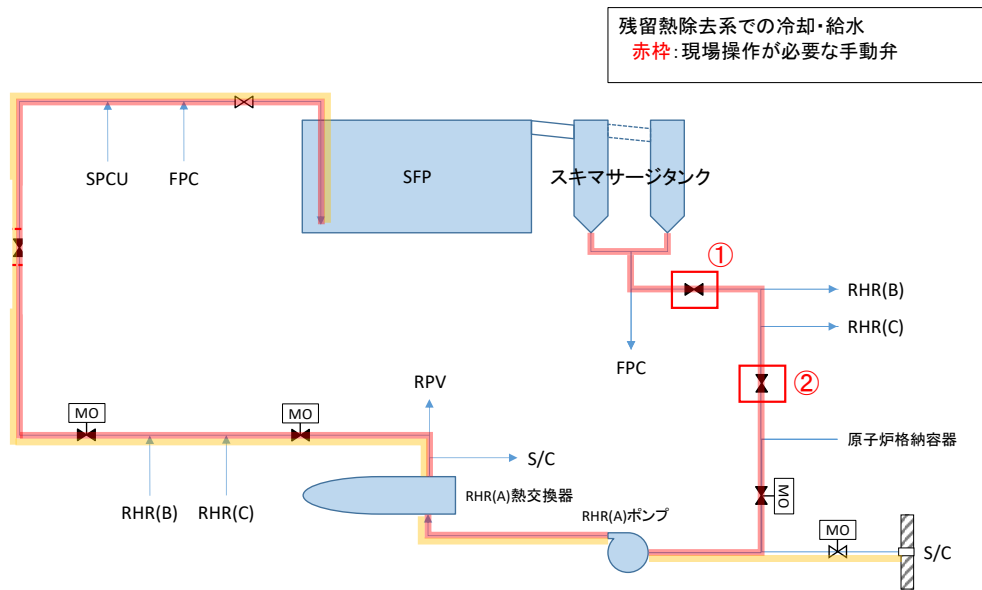 残留熱除去系での冷却・給水
赤枠：現場操作が必要な手動弁
SPCU
FPC
SFP
スキマサージタンク
①
RHR(B)
RHR(C)
FPC
②
RPV
MO
MO
S/C
原子炉格納容器
RHR(A)熱交換器
RHR(B)
RHR(C)
RHR(A)ポンプ
MO
MO
S/C